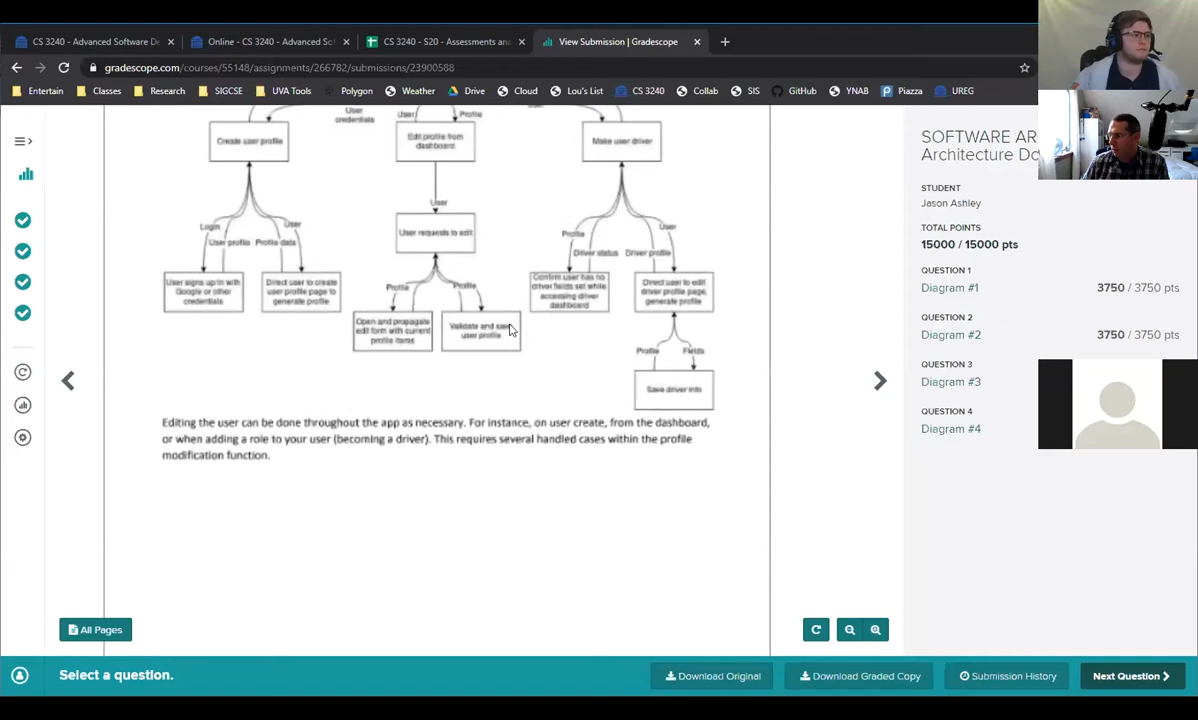 CS 3240 - Advanced Software De
Online - CS 3240 - Advanced Sof
CS 3240 - S20 - Assessments and
View Submission | Gradescope
gradescope.com/courses/55148/assignments/266782/submissions/23900588
Entertain
Classes
Research
SIGCSE
UVA Tools
Polygon
Weather
Drive
Cloud
Lou's List
CS 3240
Collab
SIS
GitHub
YNAB
Piazza
UREG
User
credentials
User
Profile
Create user profile
Edit profile from
dashboard
Make user driver
Login
User
User profile
Profile data
User
User requests to edit
Profile
User
Driver status
Driver profile
User signs up/in with
Google or other
credentials
Direct user to create
user profile page to
generate profile
Profile
Profile
Open and propagate
edit form with current
profile items
Validate and save
user profile
Confirm user has no
driver fields set while
accessing driver
dashboard
Direct user to edit
driver profile page,
generate profile
Profile
Fields
Save driver info
Editing the user can be done throughout the app as necessary. For instance, on user create, from the dashboard,
or when adding a role to your user (becoming a driver). This requires several handled cases within the profile
modification function.
SOFTWARE AR
Architecture Do
STUDENT
Jason Ashley
TOTAL POINTS
15000 / 15000 pts
QUESTION 1
Diagram #1
3750 / 3750 pts
QUESTION 2
Diagram #2
3750 / 3750 pts
QUESTION 3
Diagram #3
QUESTION 4
Diagram #4
All Pages
Select a question.
Download Original
Download Graded Copy
Submission History
Next Question